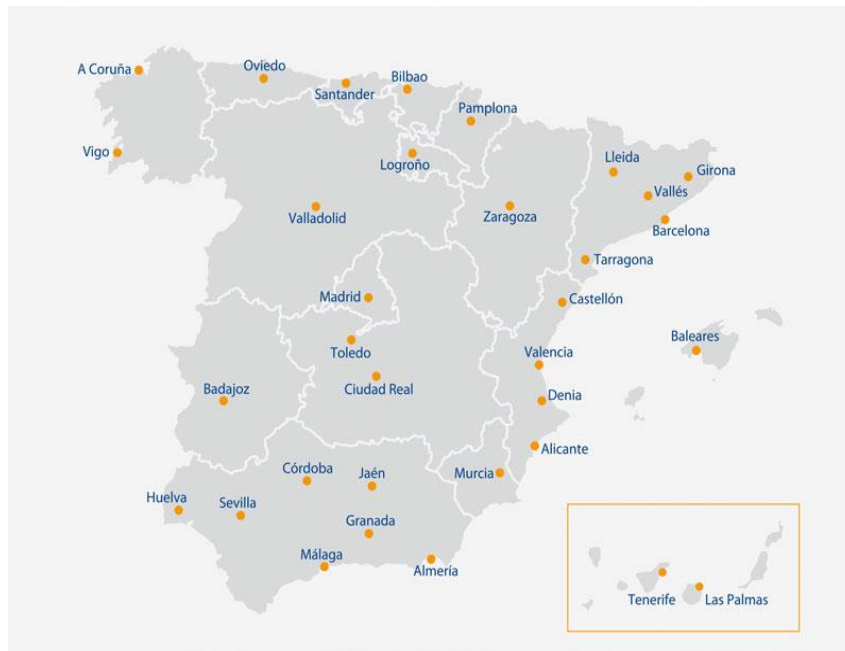 A Coruña
Oviedo
Santander
Bilbao
Pamplona
Vigo
Logroño
Lleida
Girona
Vallés
Valladolid
Zaragoza
Barcelona
Tarragona
Madrid
Castellón
Baleares
Toledo
Valencia
Badajoz
Ciudad Real
Denia
Alicante
Córdoba
Jaén
Murcia
Huelva
Sevilla
Granada
Málaga
Almería
Tenerife
Las Palmas